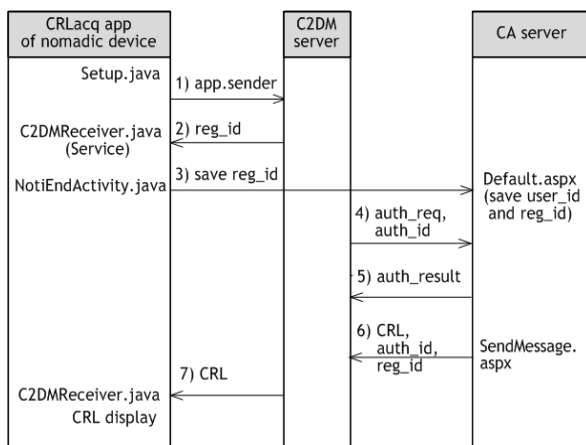 CRLacq app
of nomadic device
C2DM
server
CA server
Setup.java
1) app.sender
C2DMReceiver.java
(Service)
2) reg_id
NotiEndActivity.java
3) save reg_id
Default.aspx
(save user_id
and reg_id)
4) auth_req,
auth_id
5) auth_result
6) CRL,
auth_id,
reg_id
SendMessage.
aspx
7) CRL
C2DMReceiver.java
CRL display